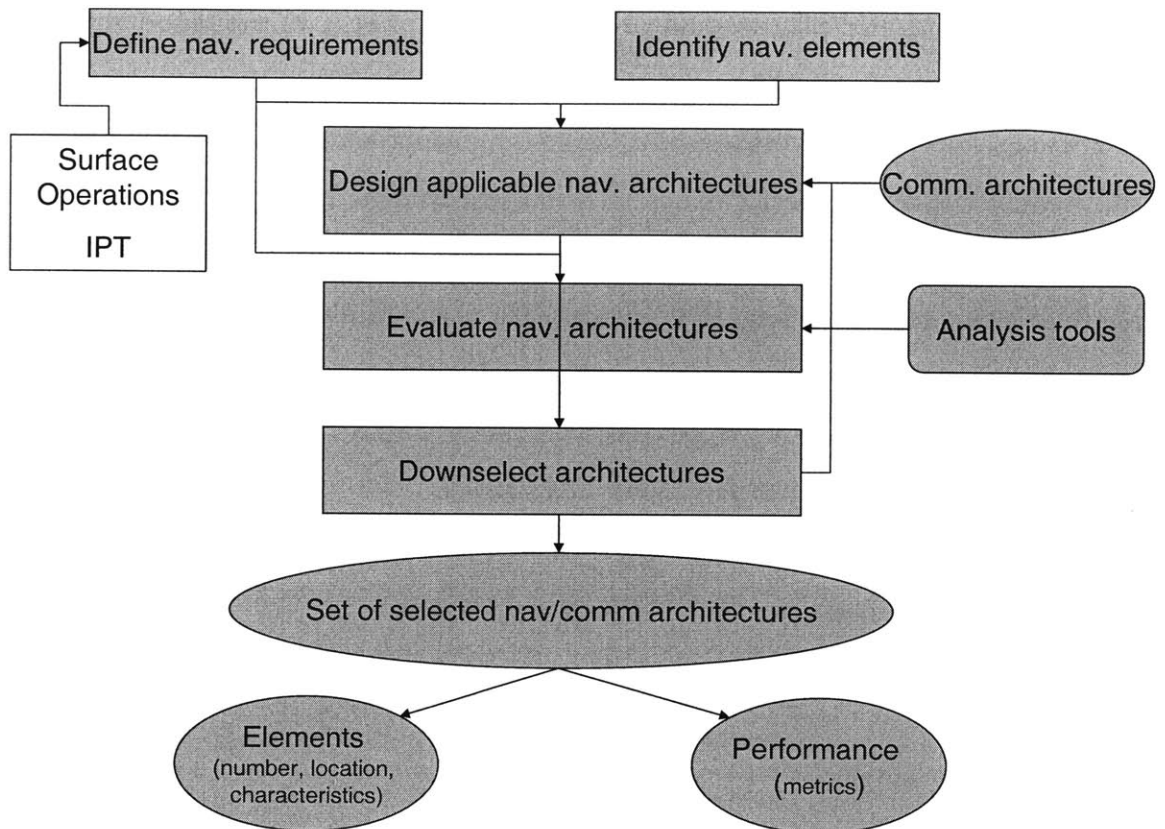 Define nav. requirements
Identify nav. elements
Surface
Operations
IPT
Design applicable nav. architectures
Comm. architectures
Evaluate nav. architectures
Analysis tools
Downselect architectures
Set of selected nav/comm architectures
Elements
(number, location,
characteristics)
Performance
(metrics)